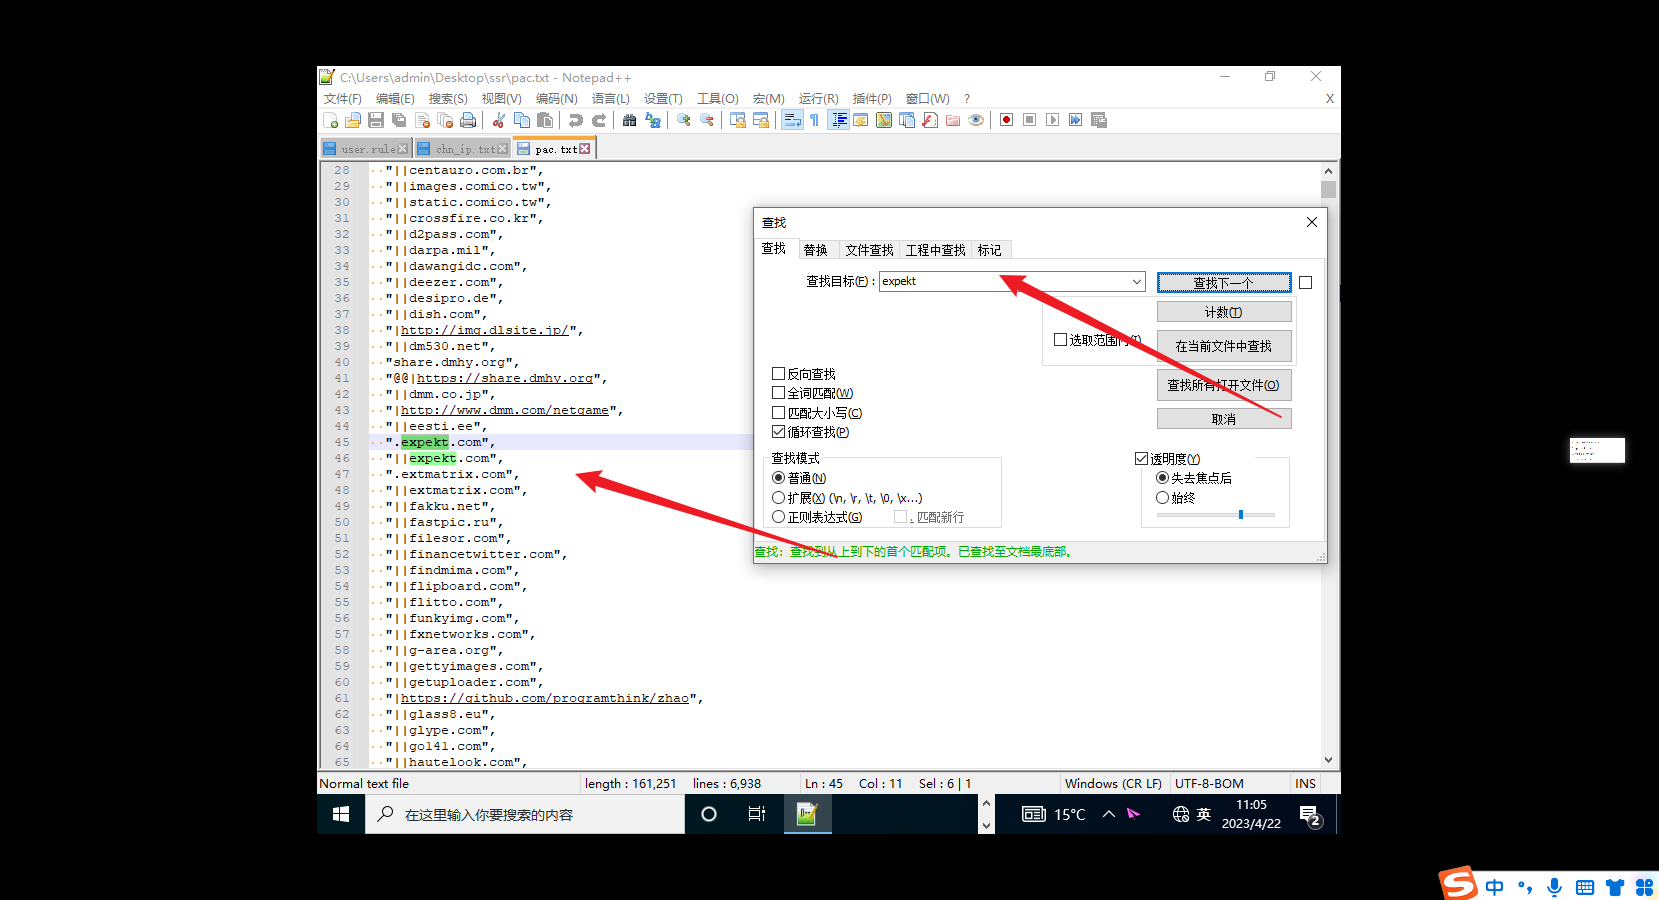 C:\Users\admin\Desktop\ssr\pac.txt - Notepad++
文件(F) 编辑(E) 搜索(S) 视图(V) 编码(N) 语言(L) 设置(T) 工具(O) 宏(M) 运行(R) 插件(P) 窗口(W) ? X
user.rule chn_ip.txt pac.txt
28 "||centauro.com.br",
29 "||images.comico.tw",
30 "||static.comico.tw",
31 "||crossfire.co.kr",
32 "||d2pass.com",
33 "||darpa.mil",
34 "||dawangidc.com",
35 "||deezer.com",
36 "||desipro.de",
37 "||dish.com",
38 "|http://img.dlsite.jp/",
39 "||dm530.net",
40 "share.dmhy.org",
41 "@@|https://share.dmhy.org",
42 "||dmm.co.jp",
43 "|http://www.dmm.com/netgame",
44 "||eesti.ee",
45 ".expekt.com",
46 "||expekt.com",
47 ".extmatrix.com",
48 "||extmatrix.com",
49 "||fakku.net",
50 "||fastpic.ru",
51 "||filesor.com",
52 "||financetwitter.com",
53 "||findmima.com",
54 "||flipboard.com",
55 "||flitto.com",
56 "||funkyimg.com",
57 "||fxnetworks.com",
58 "||g-area.org",
59 "||gettyimages.com",
60 "||getuploader.com",
61 "|https://github.com/programthink/zhao",
62 "||glass8.eu",
63 "||glype.com",
64 "||go141.com",
65 "||hautelook.com",
查找
查找 替换 文件查找 工程中查找 标记
查找目标(F) : expekt 查找下一个
计数(T)
选取范围内(I) 在当前文件中查找
反向查找
全词匹配(W) 查找所有打开文件(O)
匹配大小写(C) 取消
循环查找(P)
查找模式 透明度(Y)
普通(N) 失去焦点后
扩展(X) (\n, \r, \t, \0, \x...) 始终
正则表达式(G) . 匹配新行
查找: 查找到从上到下的首个匹配项。已查找至文档最底部。
Normal text file length : 161,251 lines : 6,938 Ln : 45 Col : 11 Sel : 6 | 1 Windows (CR LF) UTF-8-BOM INS
在这里输入你要搜索的内容 15°C 英 11:05
2023/4/22 2
中